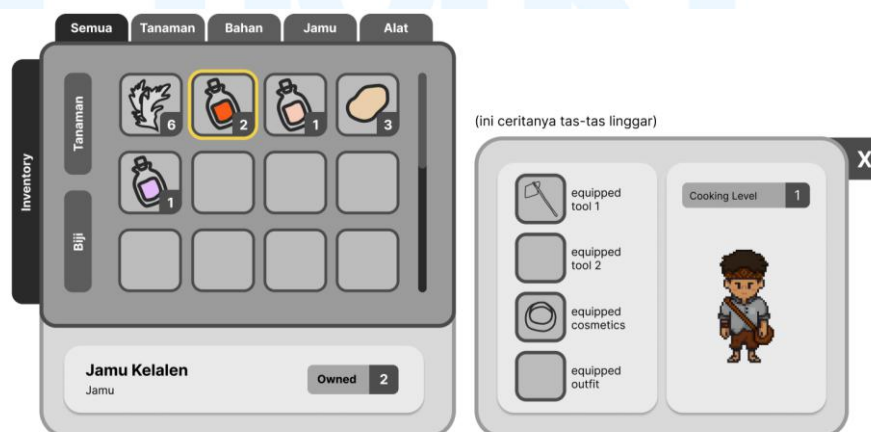 Semua
Tanaman
Bahan
Jamu
Alat
Inventory
Tanaman
Biji
6
2
1
3
1
Jamu Kelalen
Jamu
Owned 2
(ini ceritanya tas-tas linggar)
X
equipped
tool 1
equipped
tool 2
equipped
cosmetics
equipped
outfit
Cooking Level 1